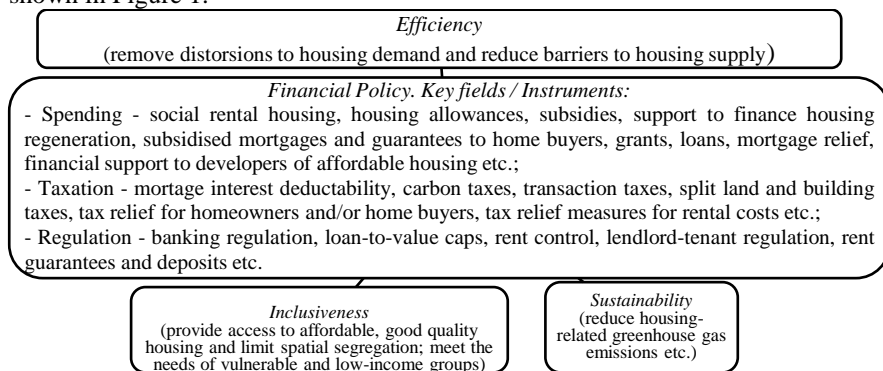 shown in Figure 1.
Efficiency
(remove distorsions to housing demand and reduce barriers to housing supply)
Financial Policy. Key fields / Instruments:
- Spending - social rental housing, housing allowances, subsidies, support to finance housing
regeneration, subsidised mortgages and guarantees to home buyers, grants, loans, mortgage relief,
financial support to developers of affordable housing etc.;
- Taxation - mortage interest deductability, carbon taxes, transaction taxes, split land and building
taxes, tax relief for homeowners and/or home buyers, tax relief measures for rental costs etc.;
- Regulation - banking regulation, loan-to-value caps, rent control, lendlord-tenant regulation, rent
guarantees and deposits etc.
Inclusiveness
(provide access to affordable, good quality
housing and limit spatial segregation; meet the
needs of vulnerable and low-income groups)
Sustainability
(reduce housing-
related greenhouse gas
emissions etc.)